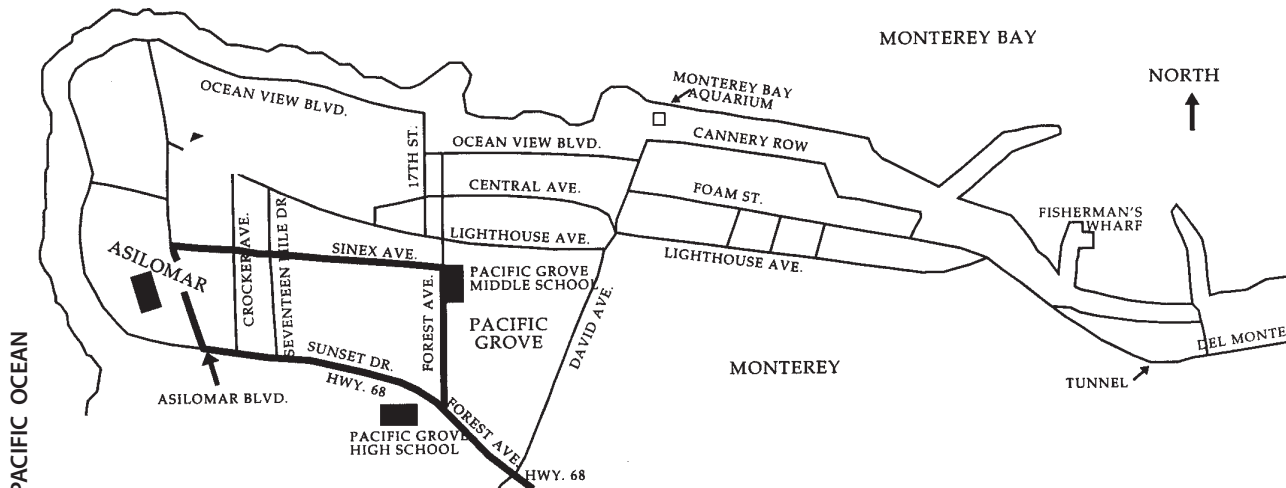 MONTEREY BAY
NORTH
MONTEREY BAY
AQUARIUM
OCEAN VIEW BLVD.
17TH ST.
OCEAN VIEW BLVD.
CANNERY ROW
CENTRAL AVE.
FOAM ST.
FISHERMAN'S
WHARF
LIGHTHOUSE AVE.
LIGHTHOUSE AVE.
ASILOMAR
CROCKER AVE.
SEVENTEEN MILE DR.
SINEX AVE.
PACIFIC GROVE
MIDDLE SCHOOL
FOREST AVE.
PACIFIC
GROVE
DAVID AVE.
MONTEREY
DEL MONTE
TUNNEL
SUNSET DR.
HWY. 68
ASILOMAR BLVD.
FOREST AVE.
PACIFIC GROVE
HIGH SCHOOL
HWY. 68
PACIFIC OCEAN